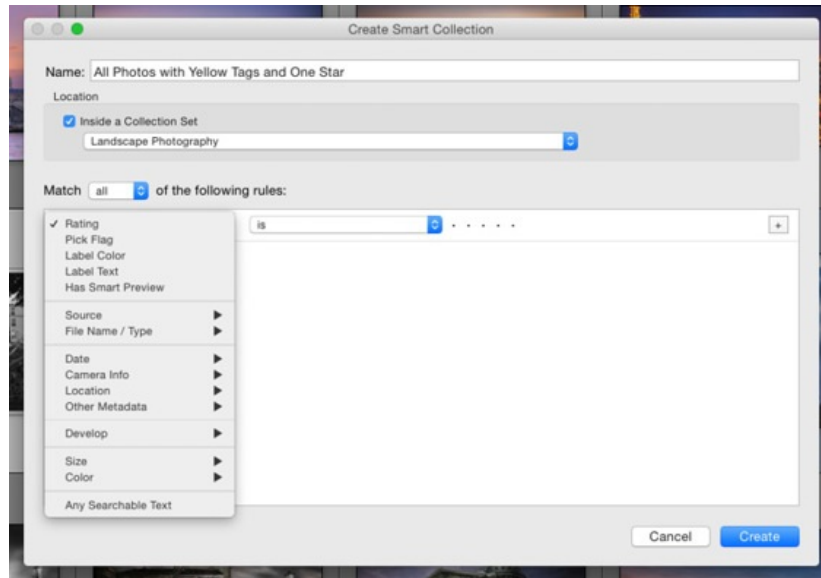 Create Smart Collection
Name: All Photos with Yellow Tags and One Star
Location
Inside a Collection Set
Landscape Photography
Match all of the following rules:
✓ Rating is · · · · · +
Pick Flag
Label Color
Label Text
Has Smart Preview
Source ▶
File Name / Type ▶
Date ▶
Camera Info ▶
Location ▶
Other Metadata ▶
Develop ▶
Size ▶
Color ▶
Any Searchable Text
Cancel Create